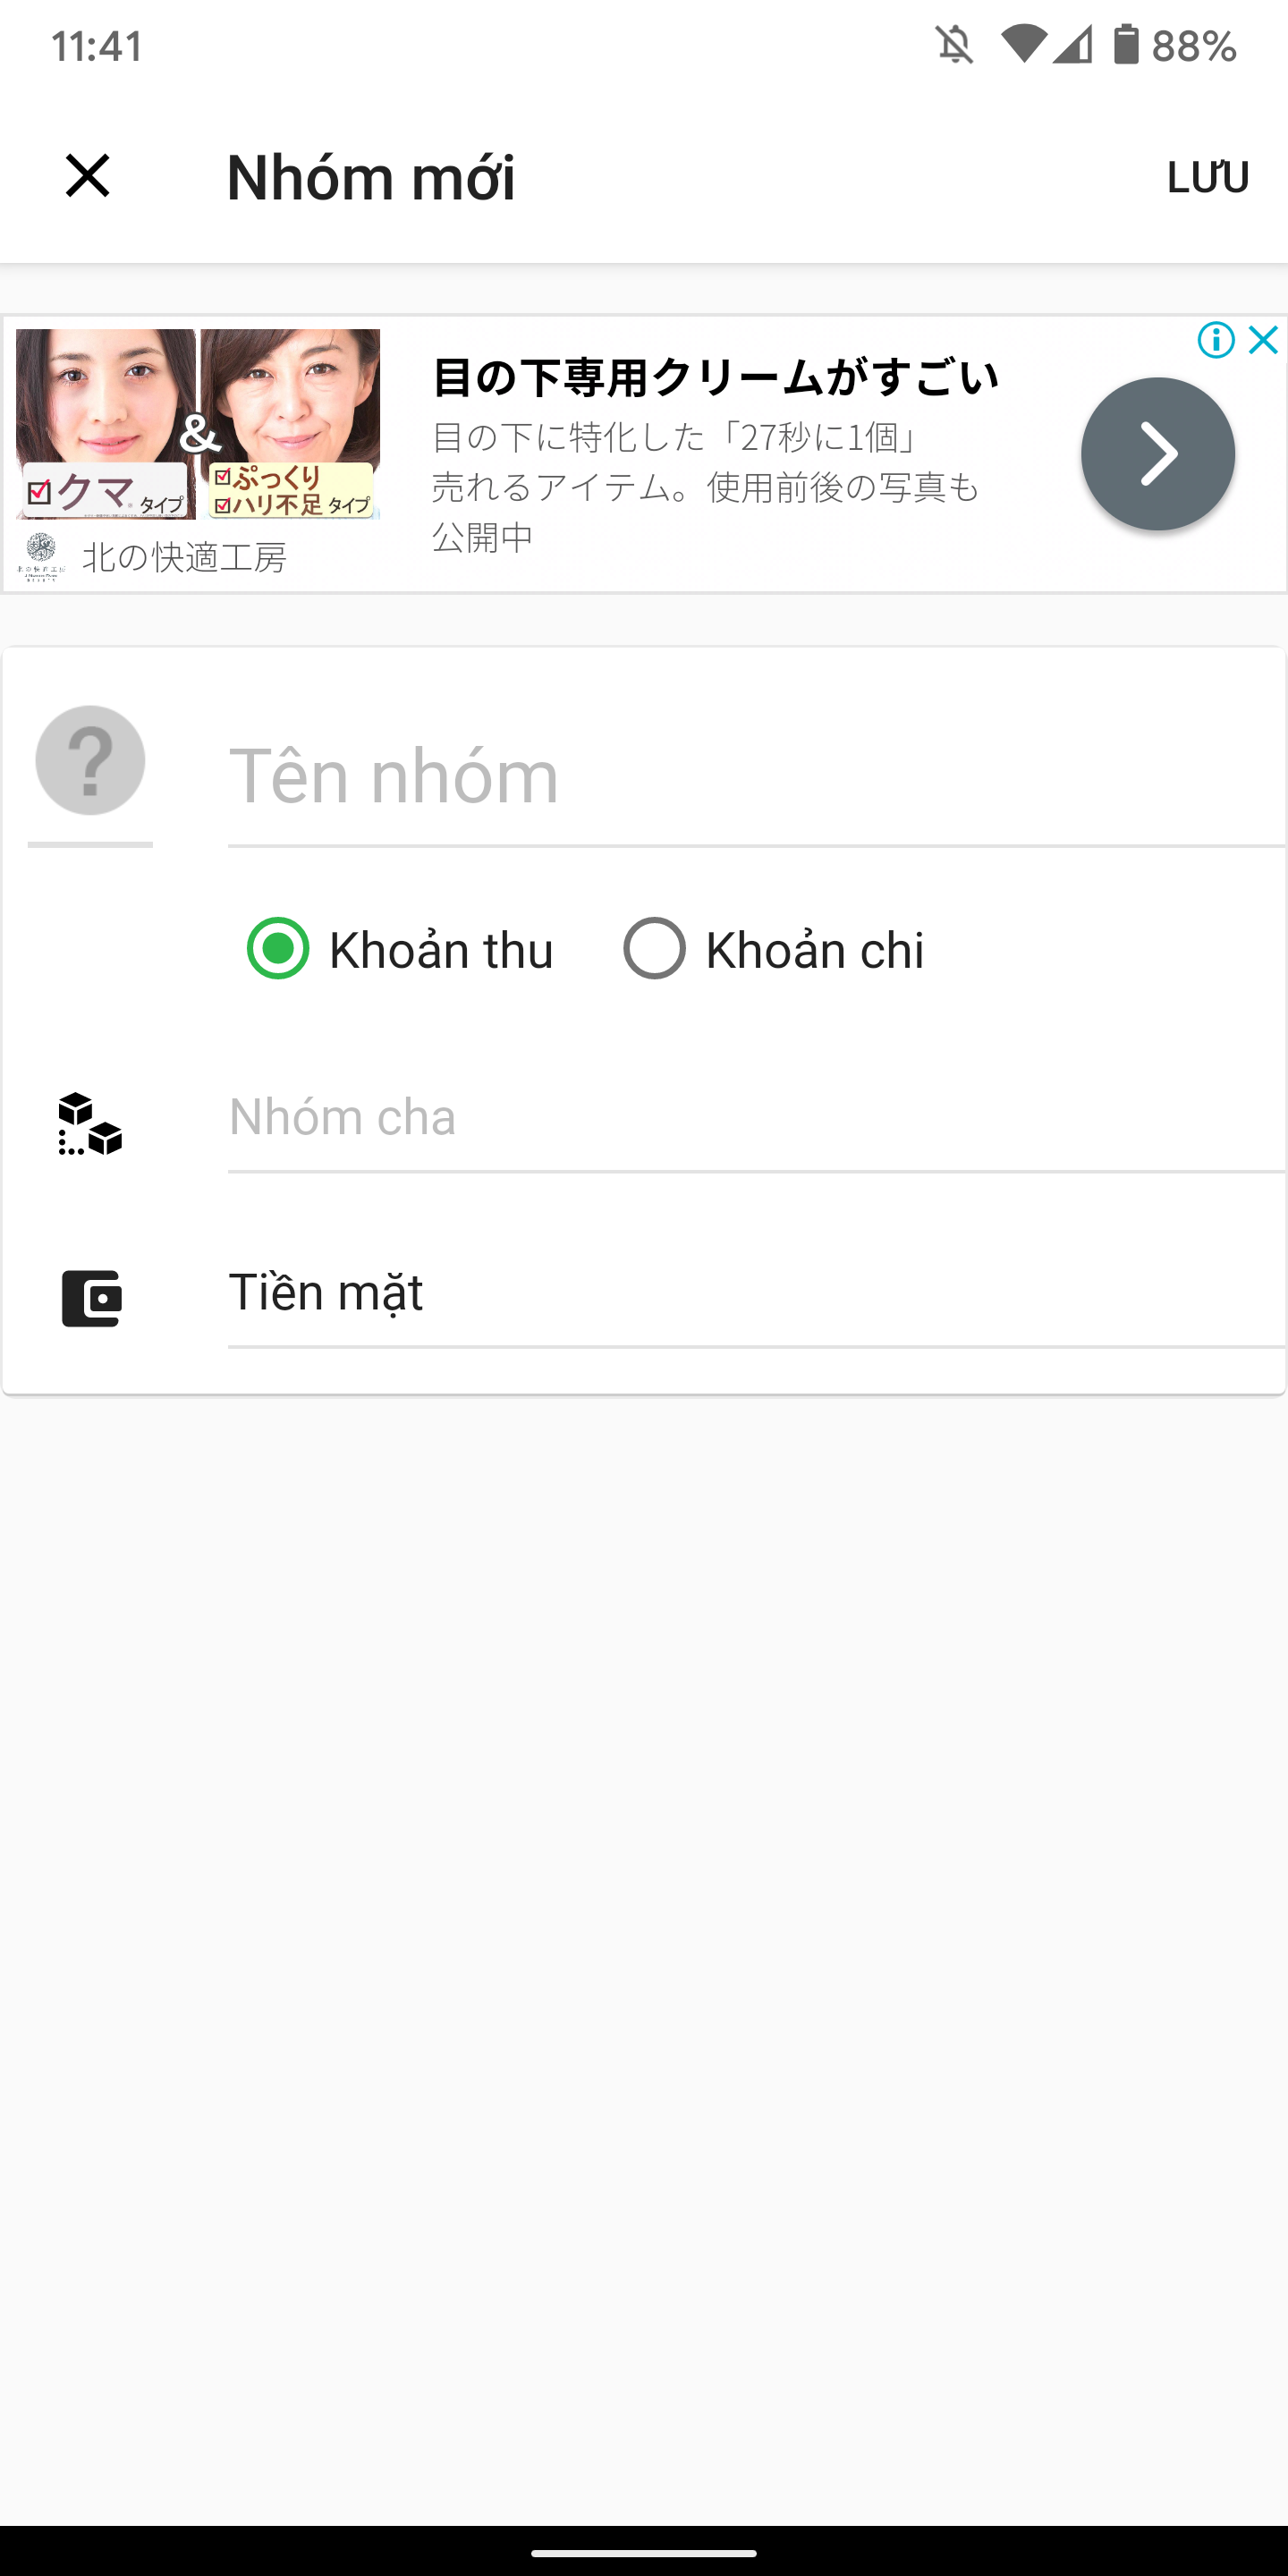 11:41
88%
Nhóm mới
LƯU
目の下専用クリームがすごい
目の下に特化した「27秒に1個」
売れるアイテム。使用前後の写真も
公開中
&
クマ® タイプ
ぷっくり
ハリ不足 タイプ
北の快適工房
Tên nhóm
Khoản thu
Khoản chi
Nhóm cha
Tiền mặt